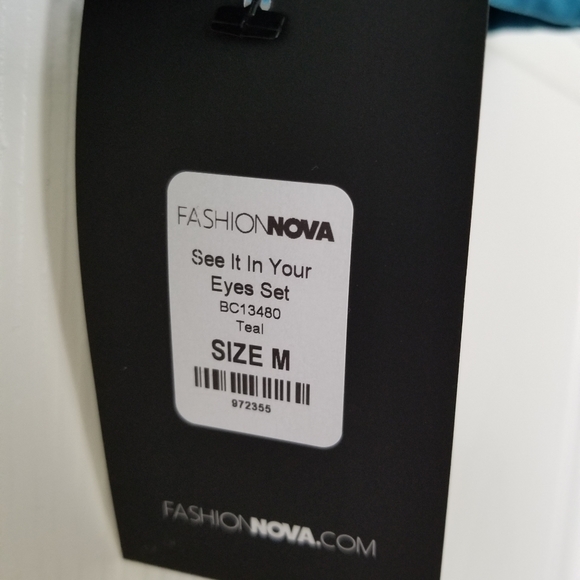 FASHIONNOVA
See It In Your
Eyes Set
BC13480
Teal
SIZE M
972355
FASHIONNOVA.COM